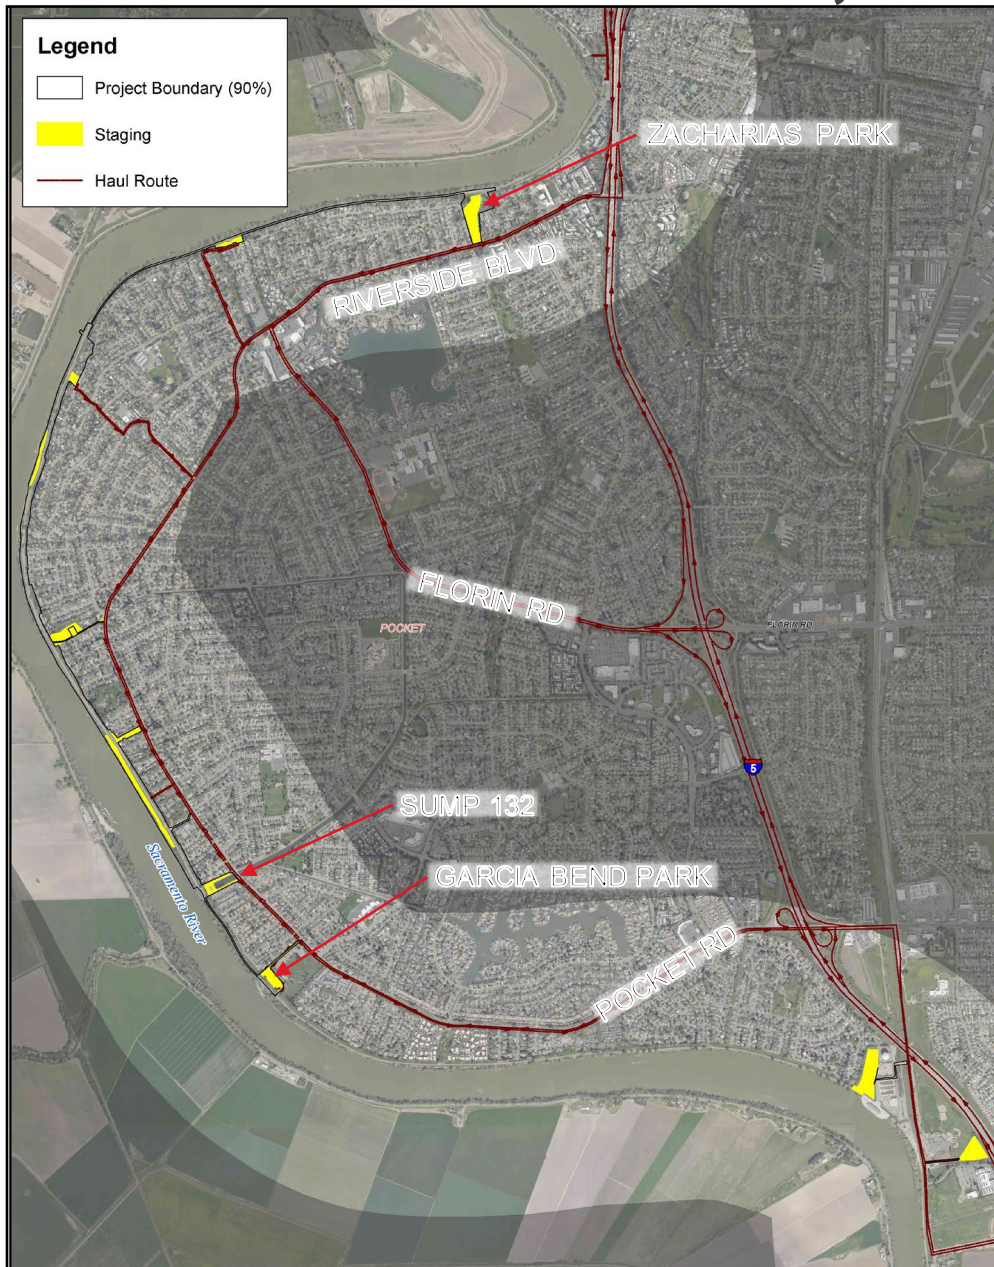 Legend
Project Boundary (90%)
Staging
Haul Route
ZACHARIAS PARK
RIVERSIDE BLVD
FLORIN RD
FLORIN RD
POCKET
5
SUMP 132
GARCIA BEND PARK
Sacramento River
POCKET RD